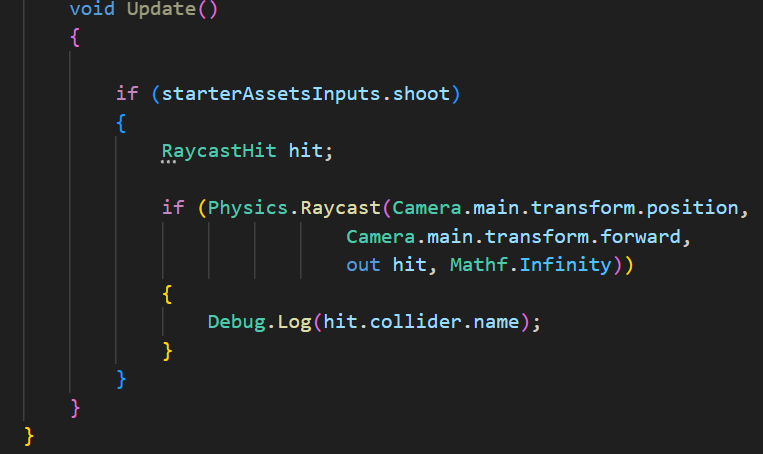 void Update()
{
if (starterAssetsInputs.shoot)
{
RaycastHit hit;
if (Physics.Raycast(Camera.main.transform.position,
Camera.main.transform.forward,
out hit, Mathf.Infinity))
{
Debug.Log(hit.collider.name);
}
}
}
}